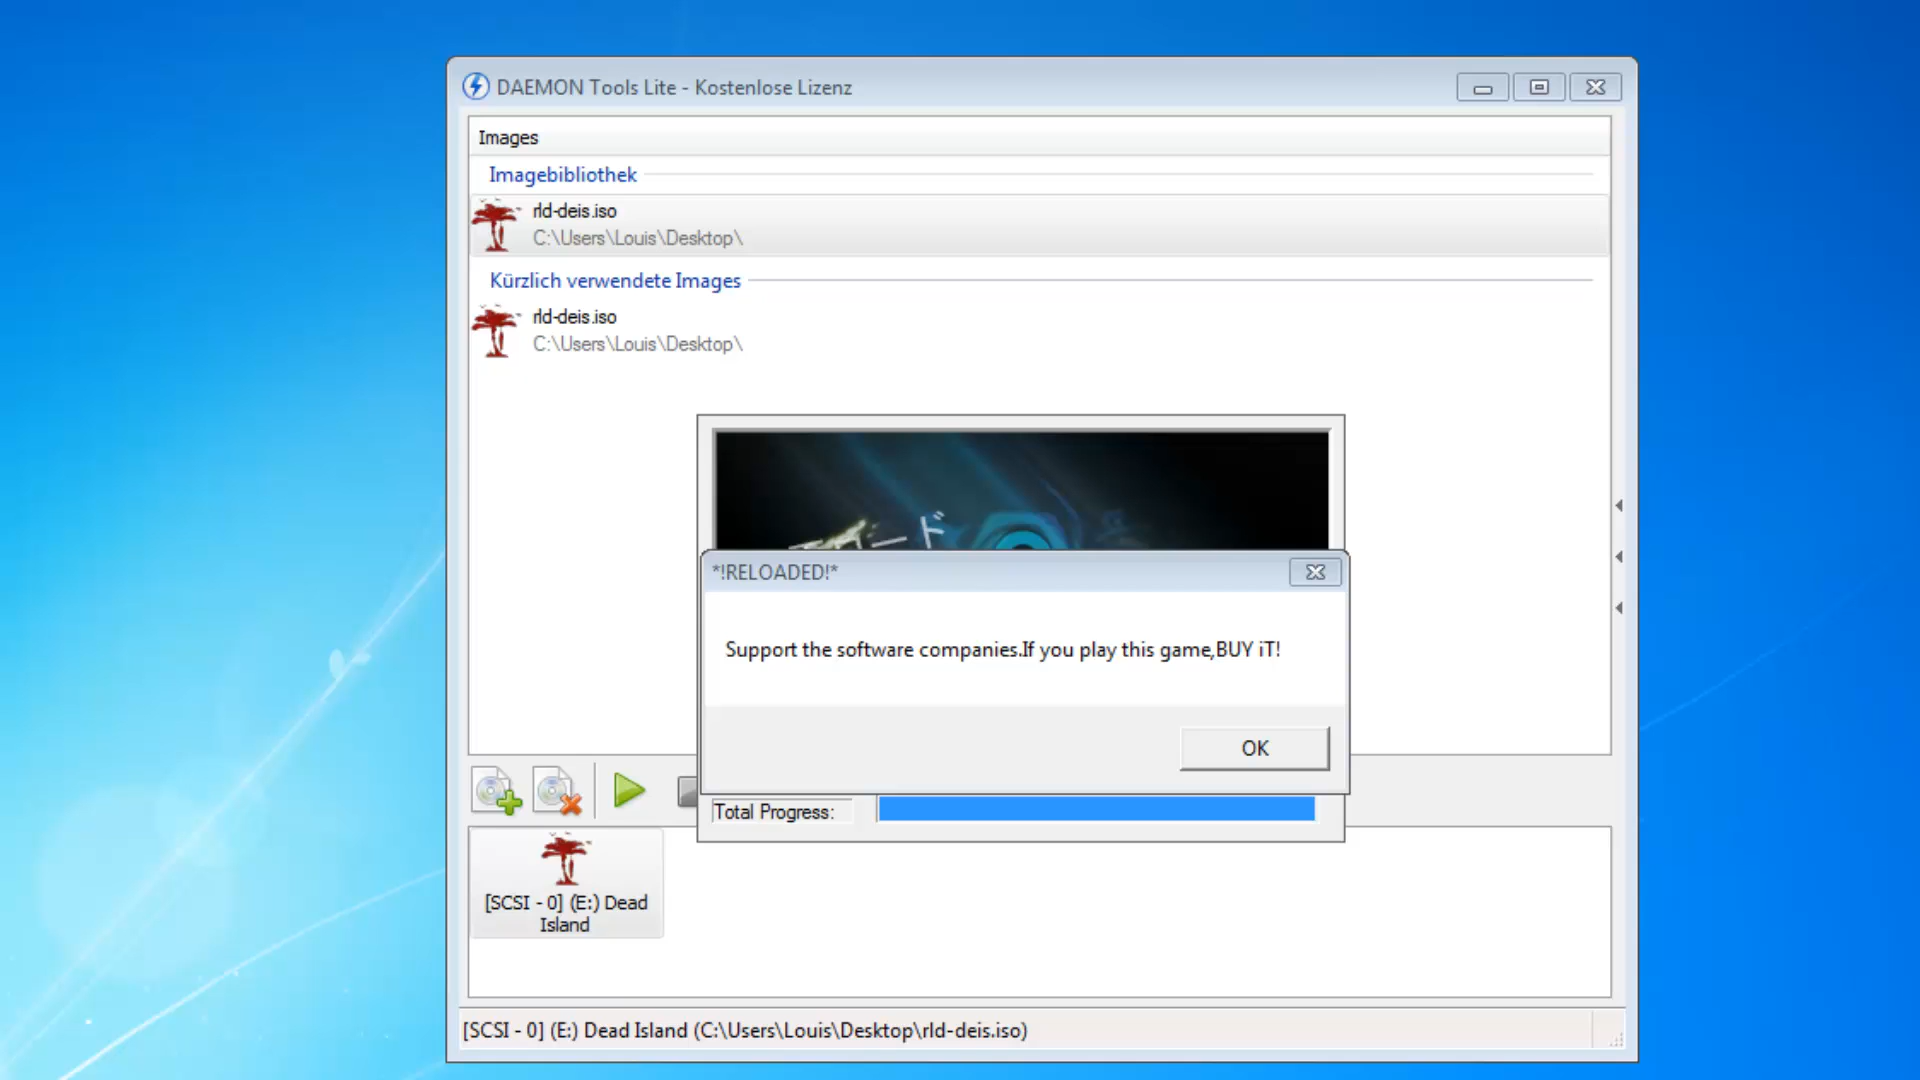 DAEMON Tools Lite - Kostenlose Lizenz
Images
Imagebibliothek
rld-deis.iso
C:\Users\Louis\Desktop\
Kürzlich verwendete Images
rld-deis.iso
C:\Users\Louis\Desktop\
ード
*!RELOADED!*
Support the software companies.If you play this game,BUY iT!
OK
Total Progress:
[SCSI - 0] (E:) Dead
Island
[SCSI - 0] (E:) Dead Island (C:\Users\Louis\Desktop\rld-deis.iso)